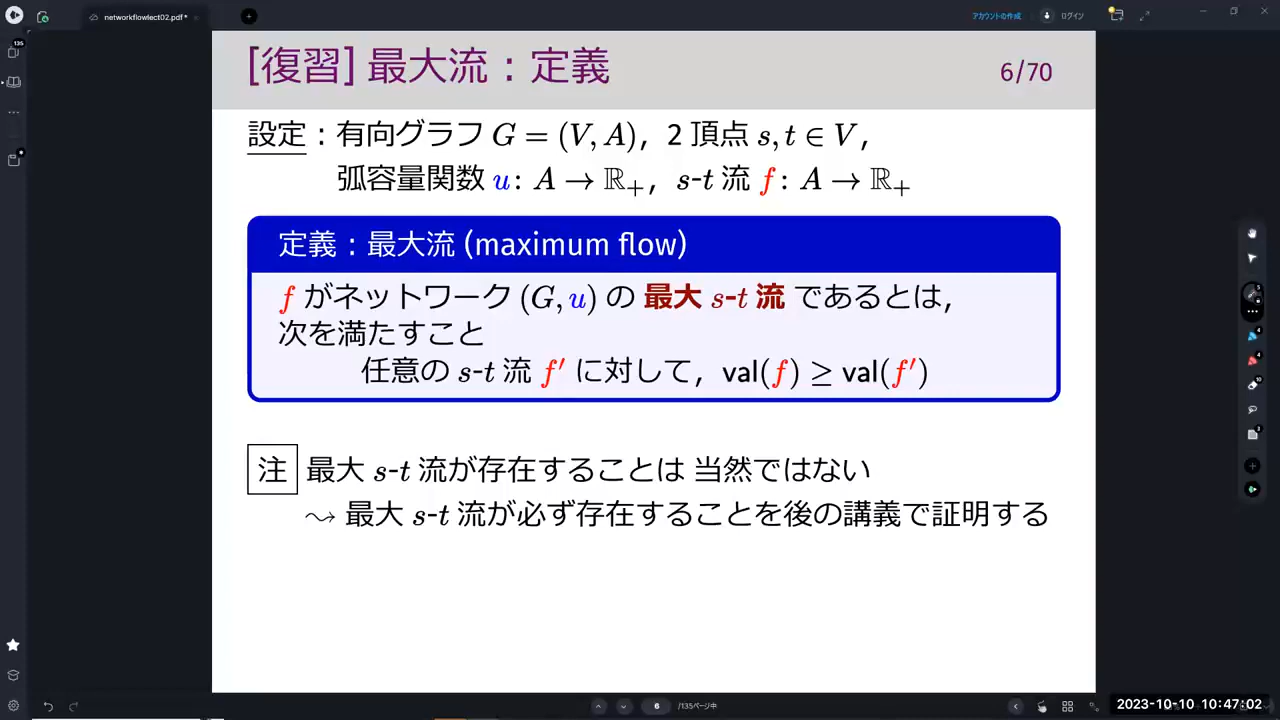 networkflowlect02.pdf*
アカウントの作成
ログイン
135
[復習] 最大流：定義
6/70
設定：有向グラフ G = (V, A)，2 頂点 s, t ∈ V，
弧容量関数 u: A → ℝ₊，s-t 流 f: A → ℝ₊
定義：最大流 (maximum flow)
f がネットワーク (G, u) の 最大 s-t 流 であるとは，
次を満たすこと
任意の s-t 流 f′ に対して，val(f) ≥ val(f′)
注 最大 s-t 流が存在することは 当然ではない
⇝ 最大 s-t 流が必ず存在することを後の講義で証明する
6 /135ページ中
2023-10-10 10:47:02